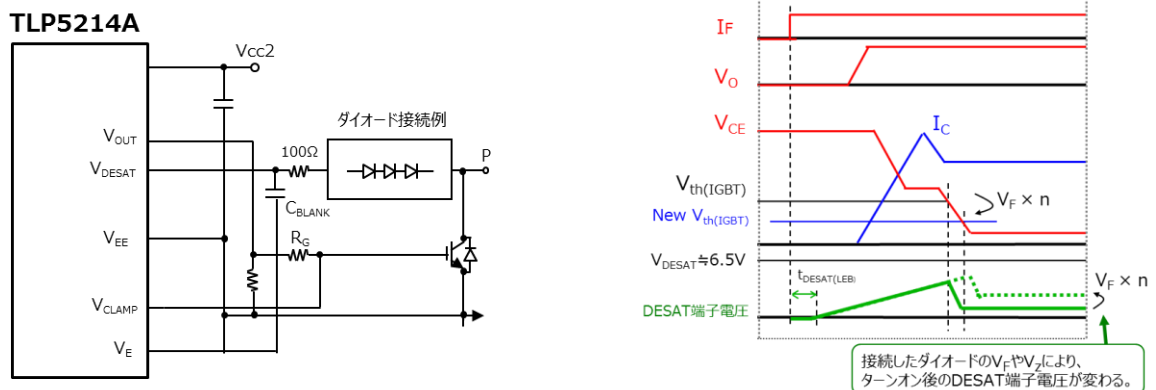 TLP5214A
Vcc2
ダイオード接続例
VOUT
100Ω
P
VDESAT
CBLANK
VEE
RG
VCLAMP
VE
IF
VO
VCE
IC
Vth(IGBT)
VF × n
New Vth(IGBT)
VDESAT≒6.5V
tDESAT(LEB)
VF × n
DESAT端子電圧
接続したダイオードのVFやVZにより、
ターンオン後のDESAT端子電圧が変わる。